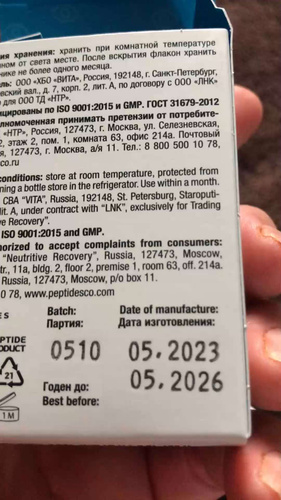 хранения: хранить при комнатной температуре
от света месте. После вскрытия флакон хранить
не более одного месяца.
ООО «ХБО «ВИТА», Россия, 192148, г. Санкт-Петербург,
вал., д. 7, корп. 2, лит. А, по договору с ООО «ЛНК»
для ООО ТД «НТР».
по ISO 9001:2015 и GMP. ГОСТ 31679-2012
принимать претензии от потребите-
«НТР», Россия, 127473, г. Москва, ул. Селезневская,
2, этаж 2, пом. 1, комната 63, офис 214а. Почтовый
127473, г. Москва, а/я 11. Тел.: 8 800 500 10 78,
co.ru
conditions: store at room temperature, protected from
a bottle store in the refrigerator. Use within a month.
CBA "VITA", Russia, 192148, St. Petersburg, Staroputi-
lit. A, under contract with "LNK", exclusively for Trading
Recovery".
ISO 9001:2015 and GMP.
to accept complaints from consumers:
"Neutritive Recovery", Russia, 127473, Moscow,
str., 11a, bldg. 2, floor 2, premise 1, room 63, off. 214a.
Russia, 127473, Moscow, p/o box 11.
0 78, www.peptidesco.com
Batch: Date of manufacture:
Партия: Дата изготовления:
0510 05.2023
05.2026
Годен до:
Best before:
21
1M